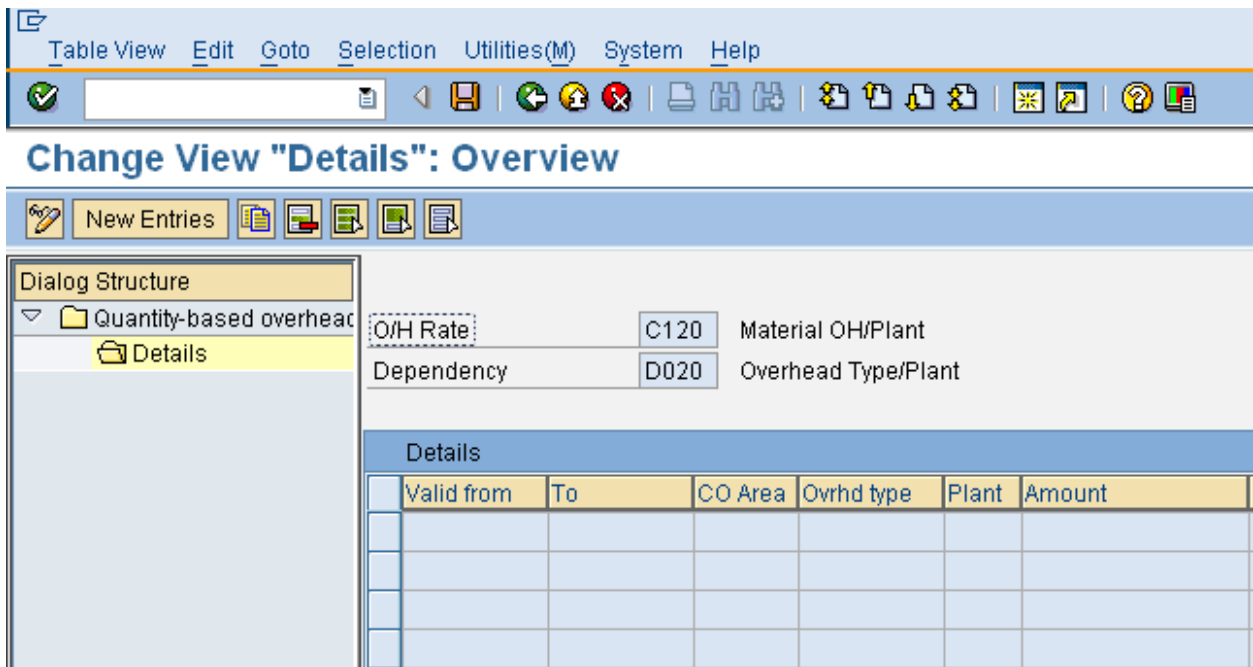 Table View Edit Goto Selection Utilities(M) System Help
Change View "Details": Overview
New Entries
Dialog Structure
Quantity-based overheac
Details
O/H Rate C120 Material OH/Plant
Dependency D020 Overhead Type/Plant
Details
Valid from To CO Area Ovrhd type Plant Amount